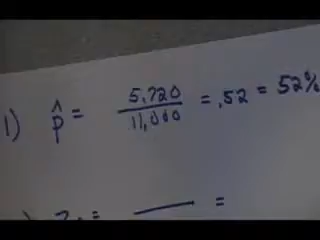 1) p̂ = 5,720 / 11,000 = .52 = 52%
=